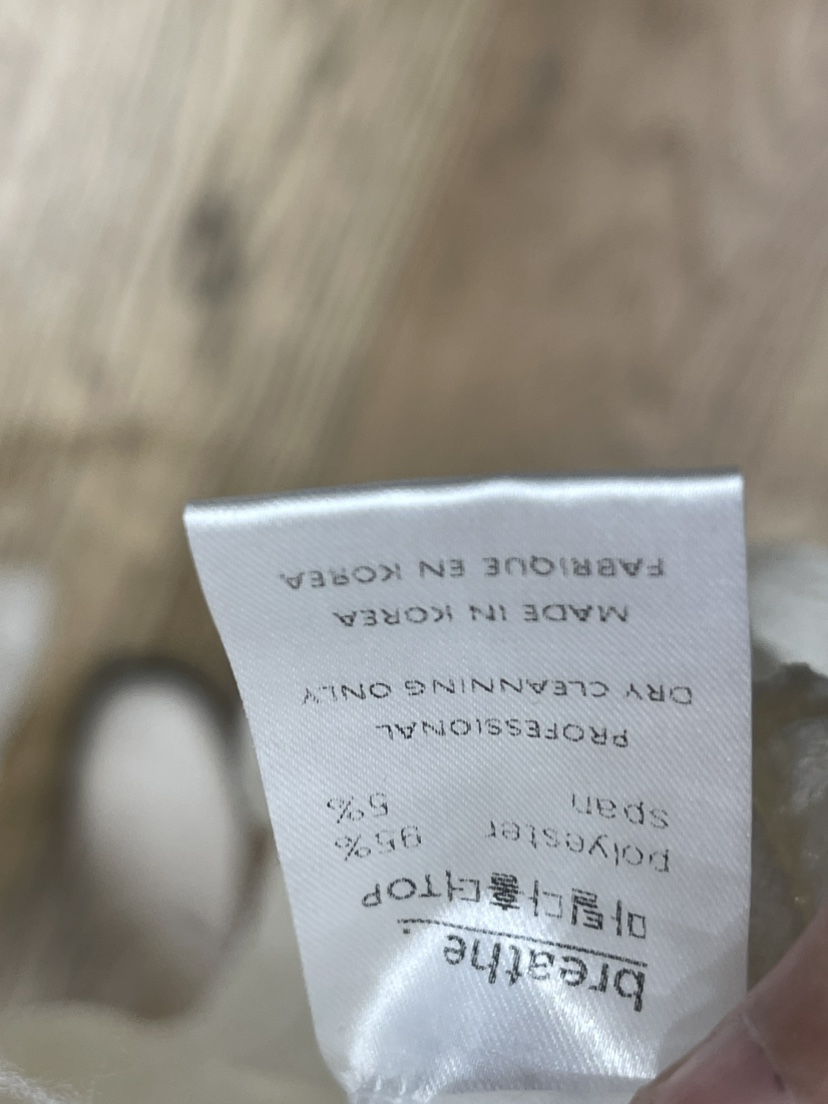 breathe
마틸다홀터TOP
polyester 95%
span 5%
PROFESSIONAL
DRY CLEANNING ONLY
MADE IN KOREA
FABRIQUE EN KOREA